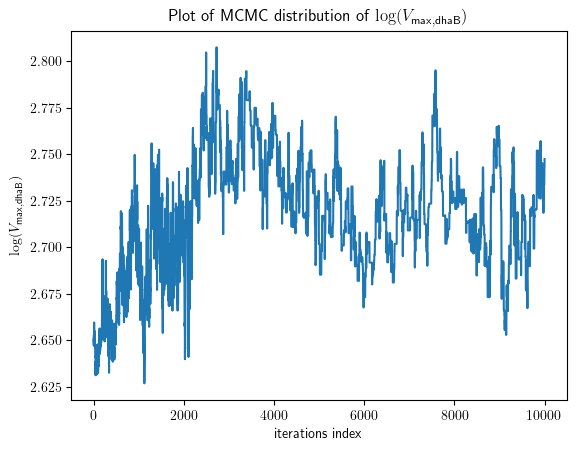 Plot of MCMC distribution of log(V_max,dhaB)
log(V_max,dhaB)
2.800
2.775
2.750
2.725
2.700
2.675
2.650
2.625
0 2000 4000 6000 8000 10000
iterations index